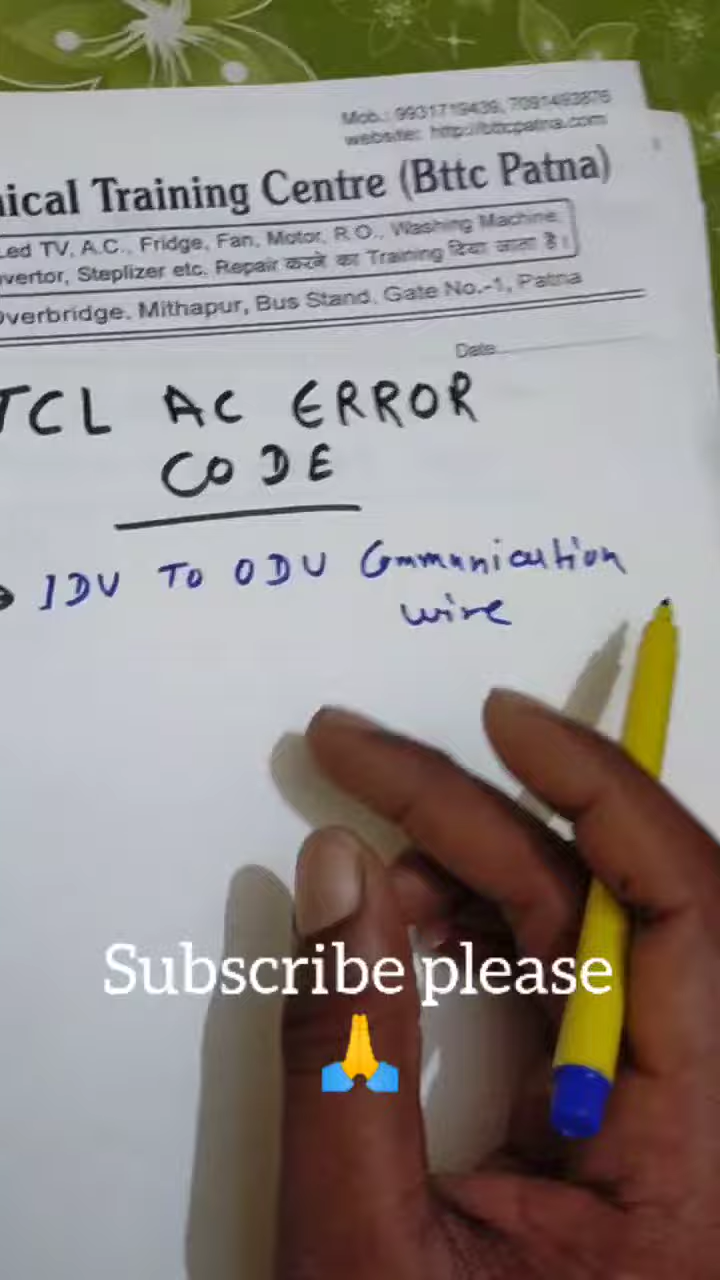 Mob.: 9931719439, 7091493876
website: http://bttcpatna.com
nical Training Centre (Bttc Patna)
Led TV, A.C., Fridge, Fan, Motor, R.O., Washing Machine,
nvertor, Steplizer etc. Repair करने का Training दिया जाता है।
Overbridge, Mithapur, Bus Stand, Gate No.-1, Patna
Date
TCL AC ERROR
CODE
IDU TO ODU Communication
wire
Subscribe please
🙏